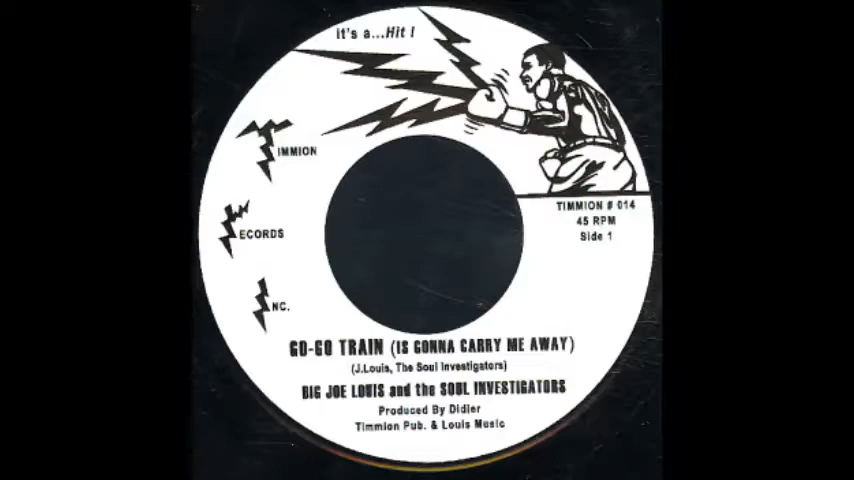 it's a...Hit !
TIMMION
RECORDS
INC.
TIMMION # 014
45 RPM
Side 1
GO-GO TRAIN (IS GONNA CARRY ME AWAY)
(J.Louis, The Soul Investigators)
BIG JOE LOUIS and the SOUL INVESTIGATORS
Produced By Didier
Timmion Pub. & Louis Music